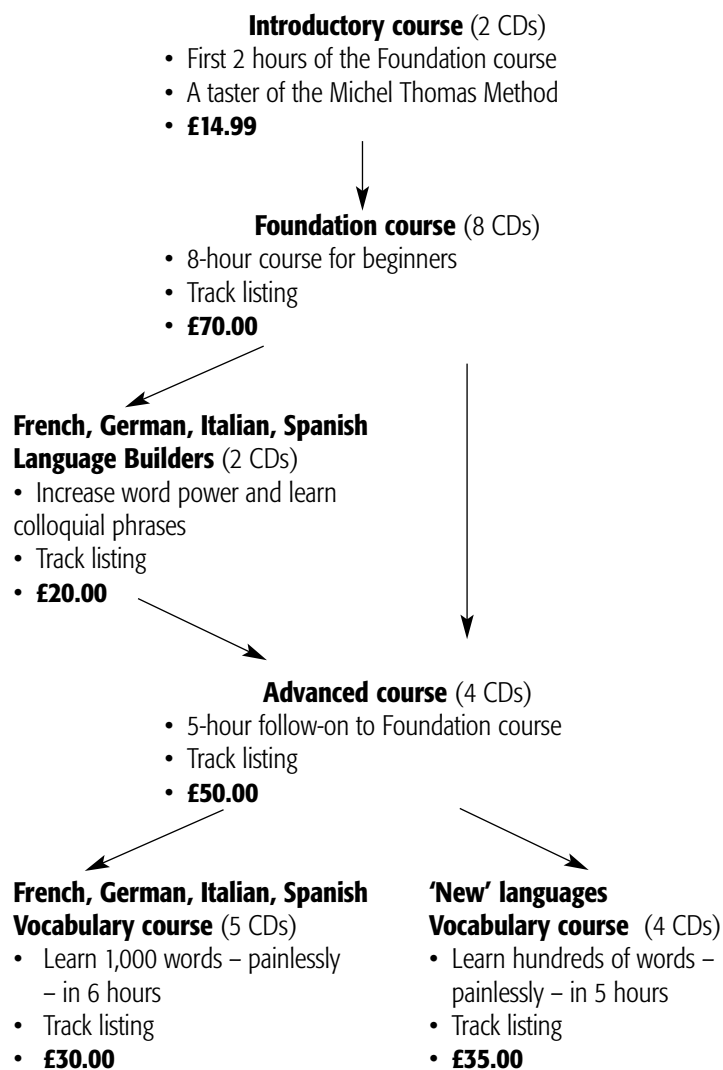 Introductory course (2 CDs)
• First 2 hours of the Foundation course
• A taster of the Michel Thomas Method
• £14.99
Foundation course (8 CDs)
• 8-hour course for beginners
• Track listing
• £70.00
French, German, Italian, Spanish
Language Builders (2 CDs)
• Increase word power and learn
colloquial phrases
• Track listing
• £20.00
Advanced course (4 CDs)
• 5-hour follow-on to Foundation course
• Track listing
• £50.00
French, German, Italian, Spanish
Vocabulary course (5 CDs)
• Learn 1,000 words – painlessly
– in 6 hours
• Track listing
• £30.00
‘New’ languages
Vocabulary course (4 CDs)
• Learn hundreds of words –
painlessly – in 5 hours
• Track listing
• £35.00